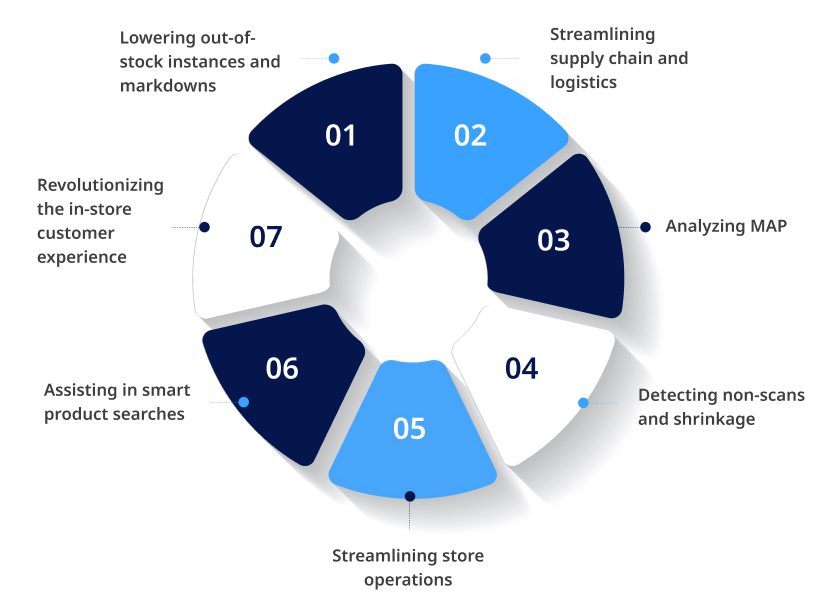 01
Lowering out-of-
stock instances and
markdowns
02
Streamlining
supply chain and
logistics
03
Analyzing MAP
04
Detecting non-scans
and shrinkage
05
Streamlining store
operations
06
Assisting in smart
product searches
07
Revolutionizing
the in-store
customer
experience